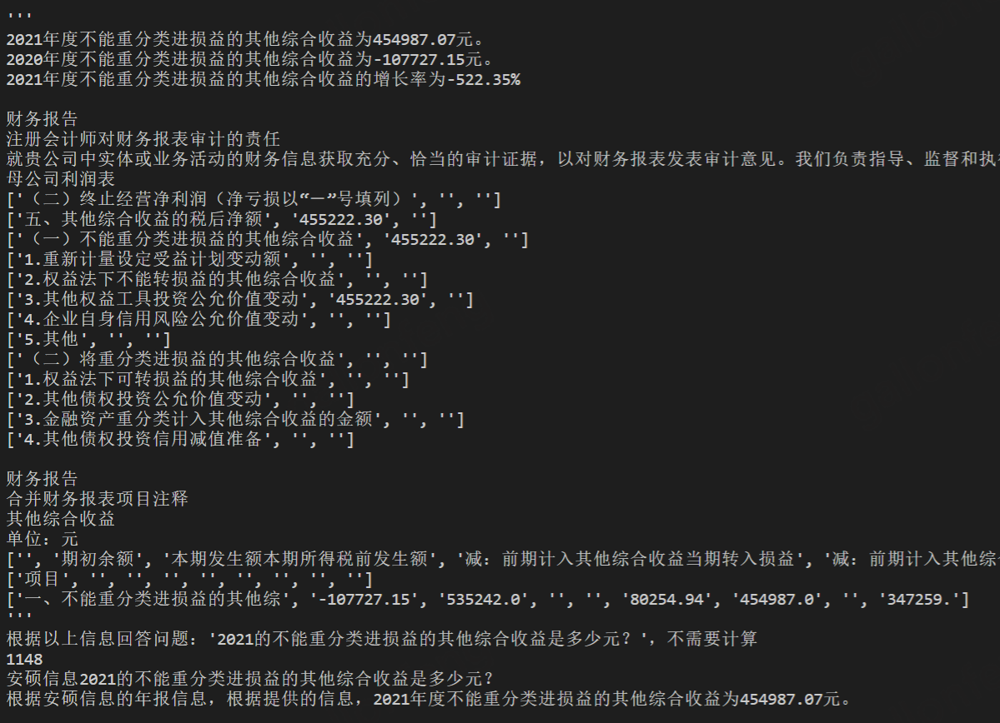 '''
2021年度不能重分类进损益的其他综合收益为454987.07元。
2020年度不能重分类进损益的其他综合收益为-107727.15元。
2021年度不能重分类进损益的其他综合收益的增长率为-522.35%
财务报告
注册会计师对财务报表审计的责任
就贵公司中实体或业务活动的财务信息获取充分、恰当的审计证据，以对财务报表发表审计意见。我们负责指导、监督和执
母公司利润表
['（二）终止经营净利润（净亏损以“－”号填列）', '', '']
['五、其他综合收益的税后净额', '455222.30', '']
['（一）不能重分类进损益的其他综合收益', '455222.30', '']
['1.重新计量设定受益计划变动额', '', '']
['2.权益法下不能转损益的其他综合收益', '', '']
['3.其他权益工具投资公允价值变动', '455222.30', '']
['4.企业自身信用风险公允价值变动', '', '']
['5.其他', '', '']
['（二）将重分类进损益的其他综合收益', '', '']
['1.权益法下可转损益的其他综合收益', '', '']
['2.其他债权投资公允价值变动', '', '']
['3.金融资产重分类计入其他综合收益的金额', '', '']
['4.其他债权投资信用减值准备', '', '']
财务报告
合并财务报表项目注释
其他综合收益
单位：元
['', '期初余额', '本期发生额本期所得税前发生额', '减：前期计入其他综合收益当期转入损益', '减：前期计入其他综
['项目', '', '', '', '', '', '', '', '']
['一、不能重分类进损益的其他综', '-107727.15', '535242.0', '', '', '80254.94', '454987.0', '', '347259.']
'''
根据以上信息回答问题：'2021的不能重分类进损益的其他综合收益是多少元？'，不需要计算
1148
安硕信息2021的不能重分类进损益的其他综合收益是多少元？
根据安硕信息的年报信息，根据提供的信息，2021年度不能重分类进损益的其他综合收益为454987.07元。